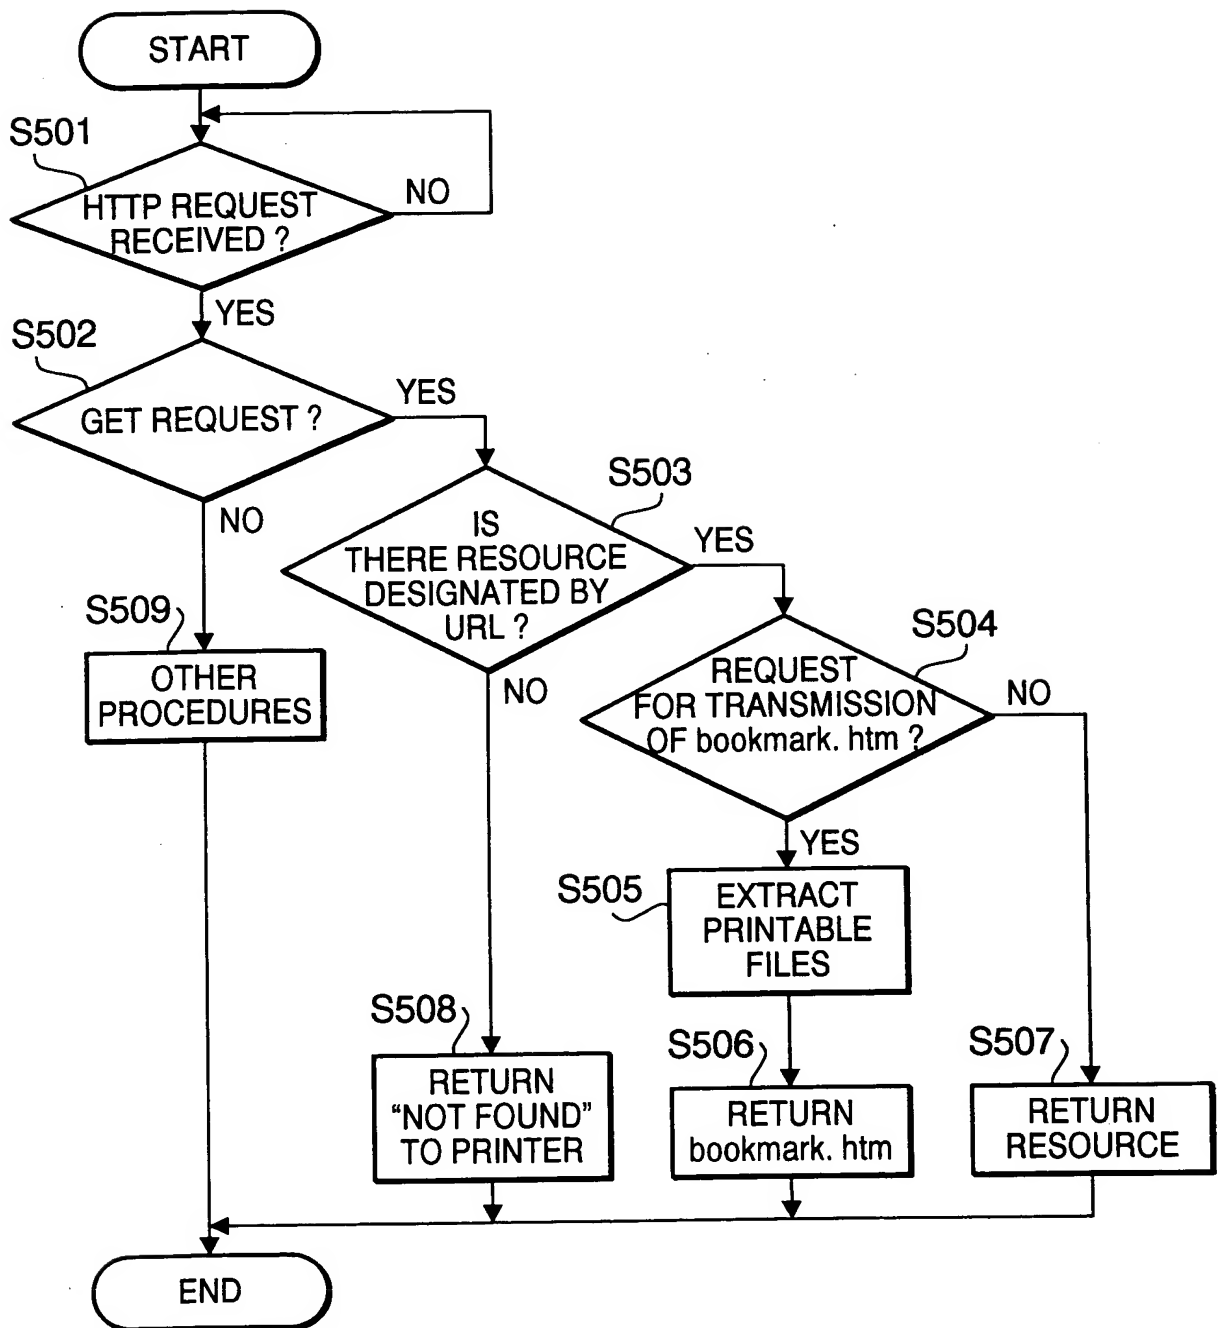 START
S501
HTTP REQUEST
RECEIVED ?
NO
YES
S502
GET REQUEST ?
YES
NO
S503
IS
THERE RESOURCE
DESIGNATED BY
URL ?
YES
NO
S509
OTHER
PROCEDURES
S504
REQUEST
FOR TRANSMISSION
OF bookmark. htm ?
NO
YES
S505
EXTRACT
PRINTABLE
FILES
S508
RETURN
“NOT FOUND”
TO PRINTER
S506
RETURN
bookmark. htm
S507
RETURN
RESOURCE
END